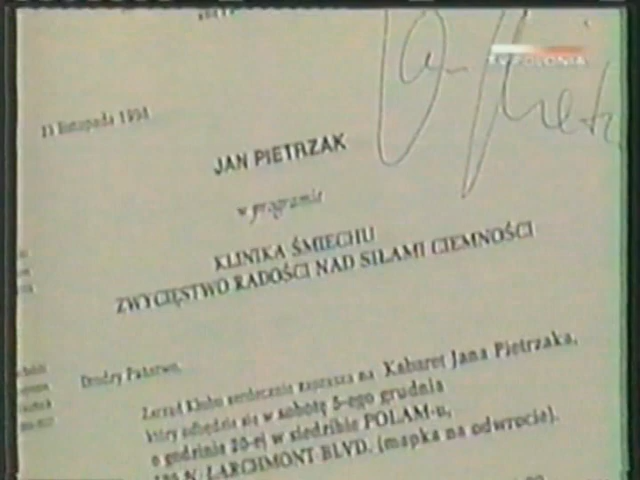 TV POLONIA
23 listopada 1998
JAN PIETRZAK
w programie
KLINIKA ŚMIECHU
ZWYCIĘSTWO RADOŚCI NAD SIŁAMI CIEMNOŚCI
Drodzy Państwo,
Zarząd Klubu serdecznie zaprasza na Kabaret Jana Pietrzaka,
który odbędzie się w sobotę 5-ego grudnia
o godzinie 20-ej w siedzibie POLAM-u,
N. LARCHMONT BLVD. (mapka na odwrocie).